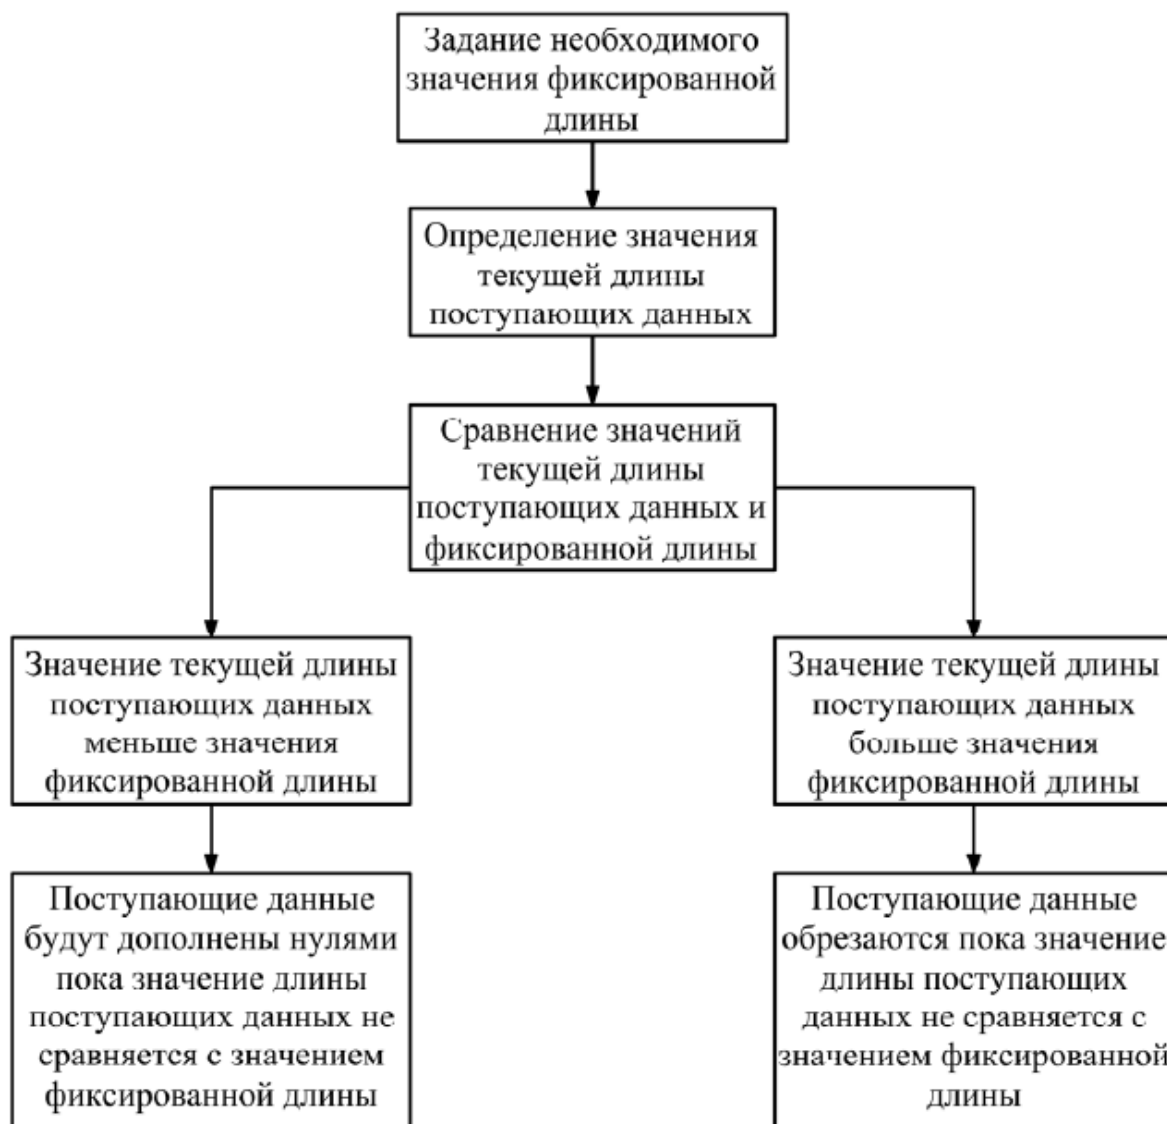 Задание необходимого
значения фиксированной
длины
Определение значения
текущей длины
поступающих данных
Сравнение значений
текущей длины
поступающих данных и
фиксированной длины
Значение текущей длины
поступающих данных
меньше значения
фиксированной длины
Значение текущей длины
поступающих данных
больше значения
фиксированной длины
Поступающие данные
будут дополнены нулями
пока значение длины
поступающих данных не
сравняется с значением
фиксированной длины
Поступающие данные
обрезаются пока значение
длины поступающих
данных не сравняется с
значением фиксированной
длины